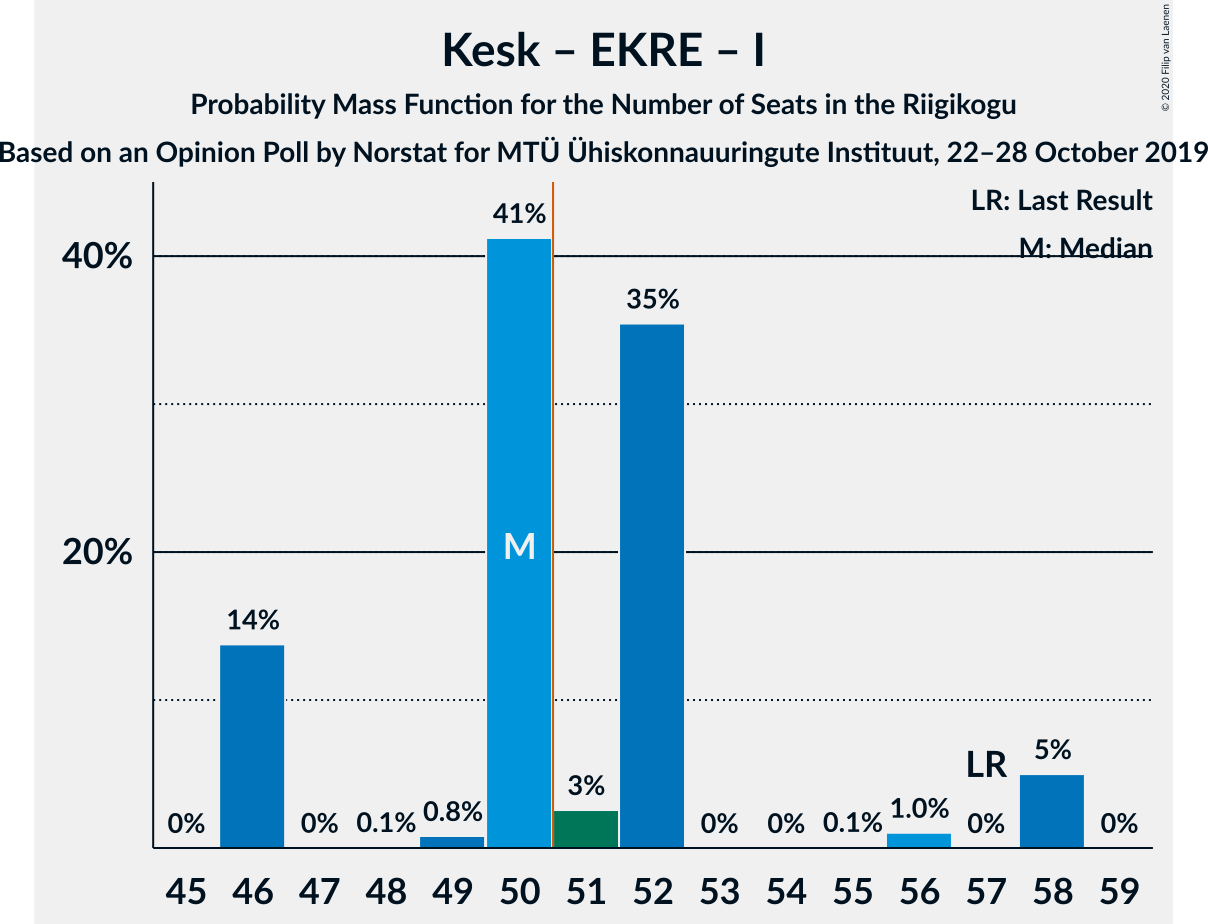 Kesk – EKRE – I
Probability Mass Function for the Number of Seats in the Riigikogu
Based on an Opinion Poll by Norstat for MTÜ Ühiskonnauuringute Instituut, 22–28 October 2019
© 2020 Filip van Laenen
LR: Last Result
M: Median
40%
20%
0%
14%
0%
0.1%
0.8%
41%
M
3%
35%
0%
0%
0.1%
1.0%
LR
0%
5%
0%
45 46 47 48 49 50 51 52 53 54 55 56 57 58 59